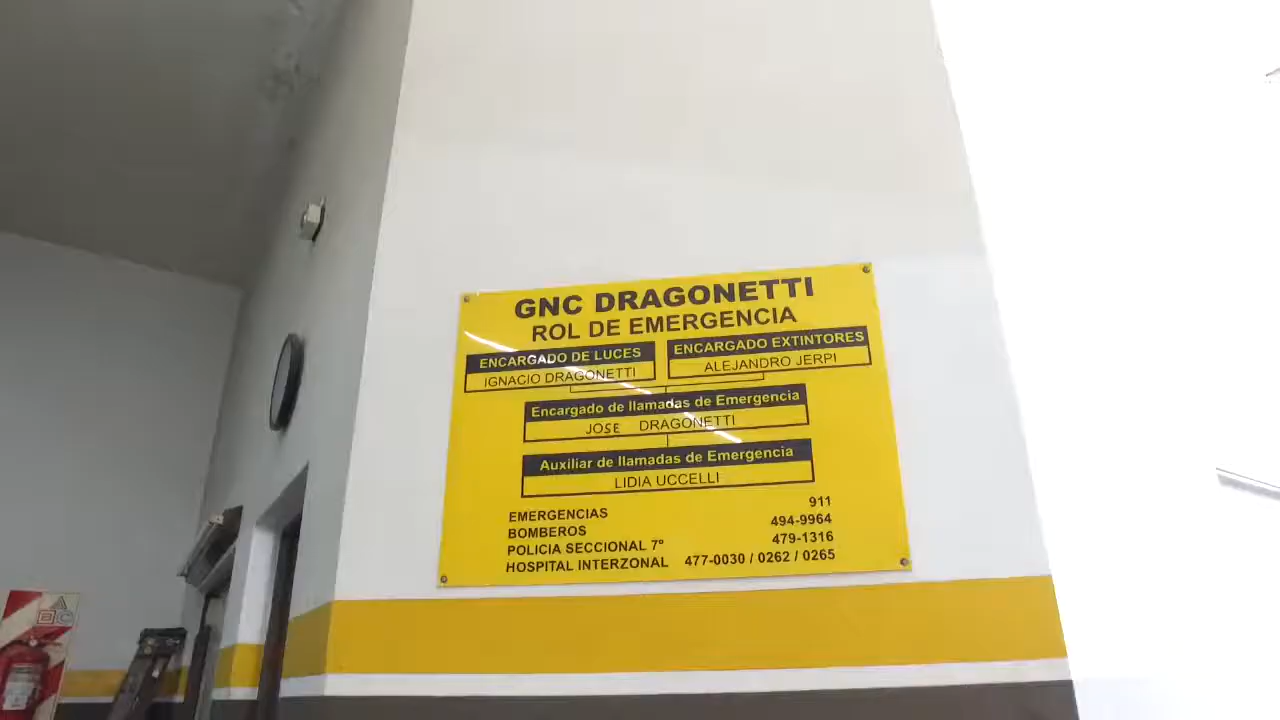 GNC DRAGONETTI
ROL DE EMERGENCIA
ENCARGADO DE LUCES
IGNACIO DRAGONETTI
ENCARGADO EXTINTORES
ALEJANDRO JERPI
Encargado de llamadas de Emergencia
JOSE DRAGONETTI
Auxiliar de llamadas de Emergencia
LIDIA UCCELLI
EMERGENCIAS 911
BOMBEROS 494-9964
POLICIA SECCIONAL 7º 479-1316
HOSPITAL INTERZONAL 477-0030 / 0262 / 0265
A
B C